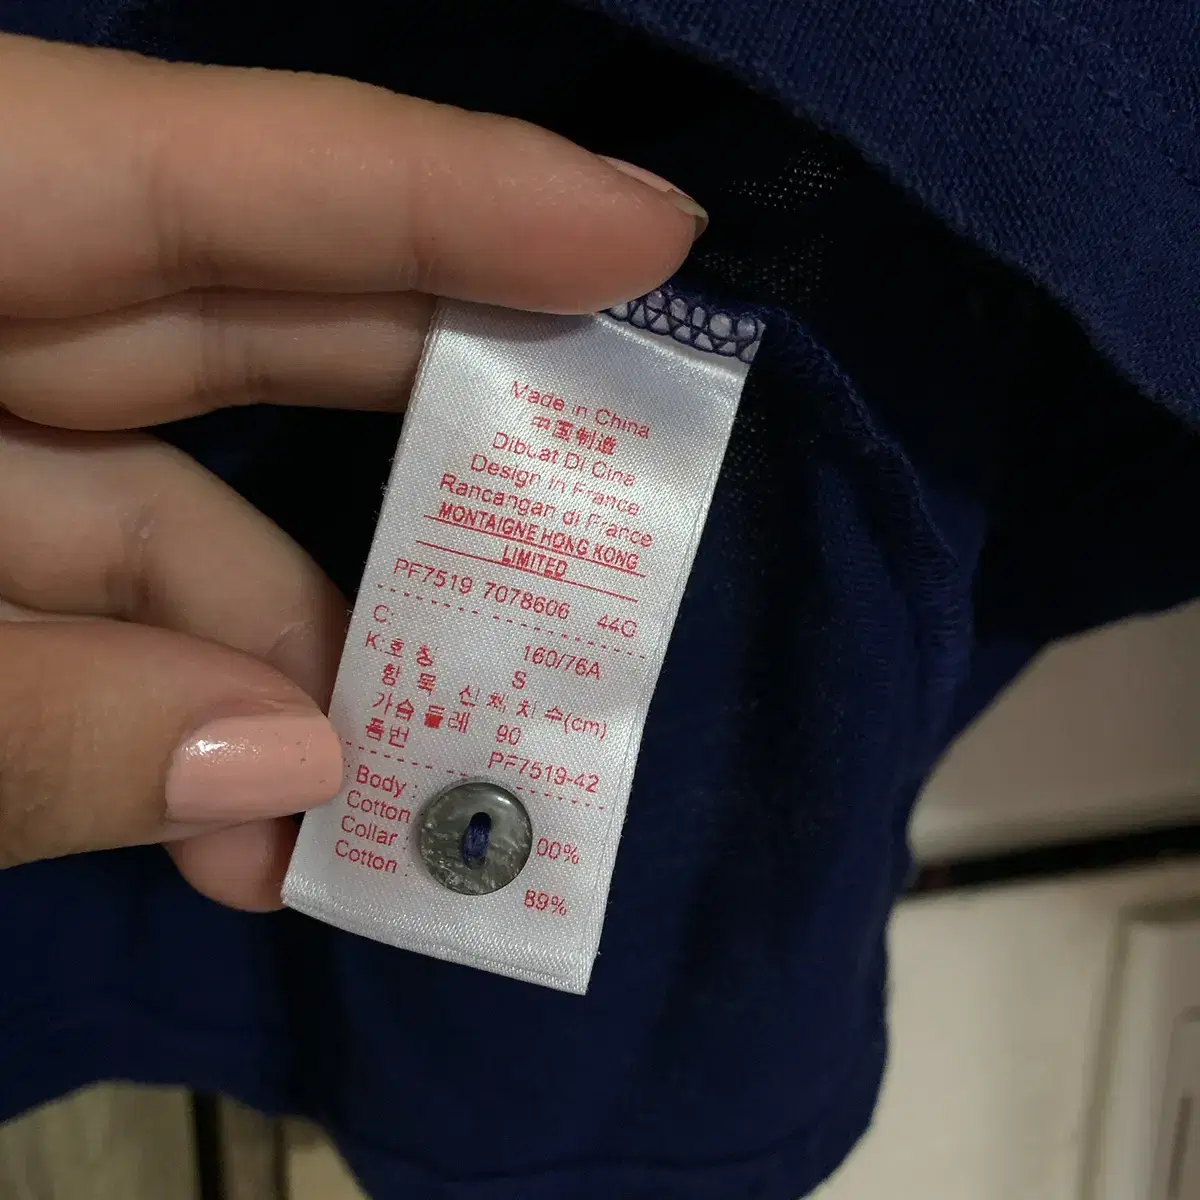 Made in China
中国制造
Dibuat Di Cina
Design in France
Rancangan di France
MONTAIGNE HONG KONG
LIMITED
PF7519 7078606 44C
C: 160/76A
K:호 칭 S
항 목 신 체 치 수(cm)
가슴둘레 90
품번 PF7519-42
Body :
Cotton 00%
Collar :
Cotton : 89%